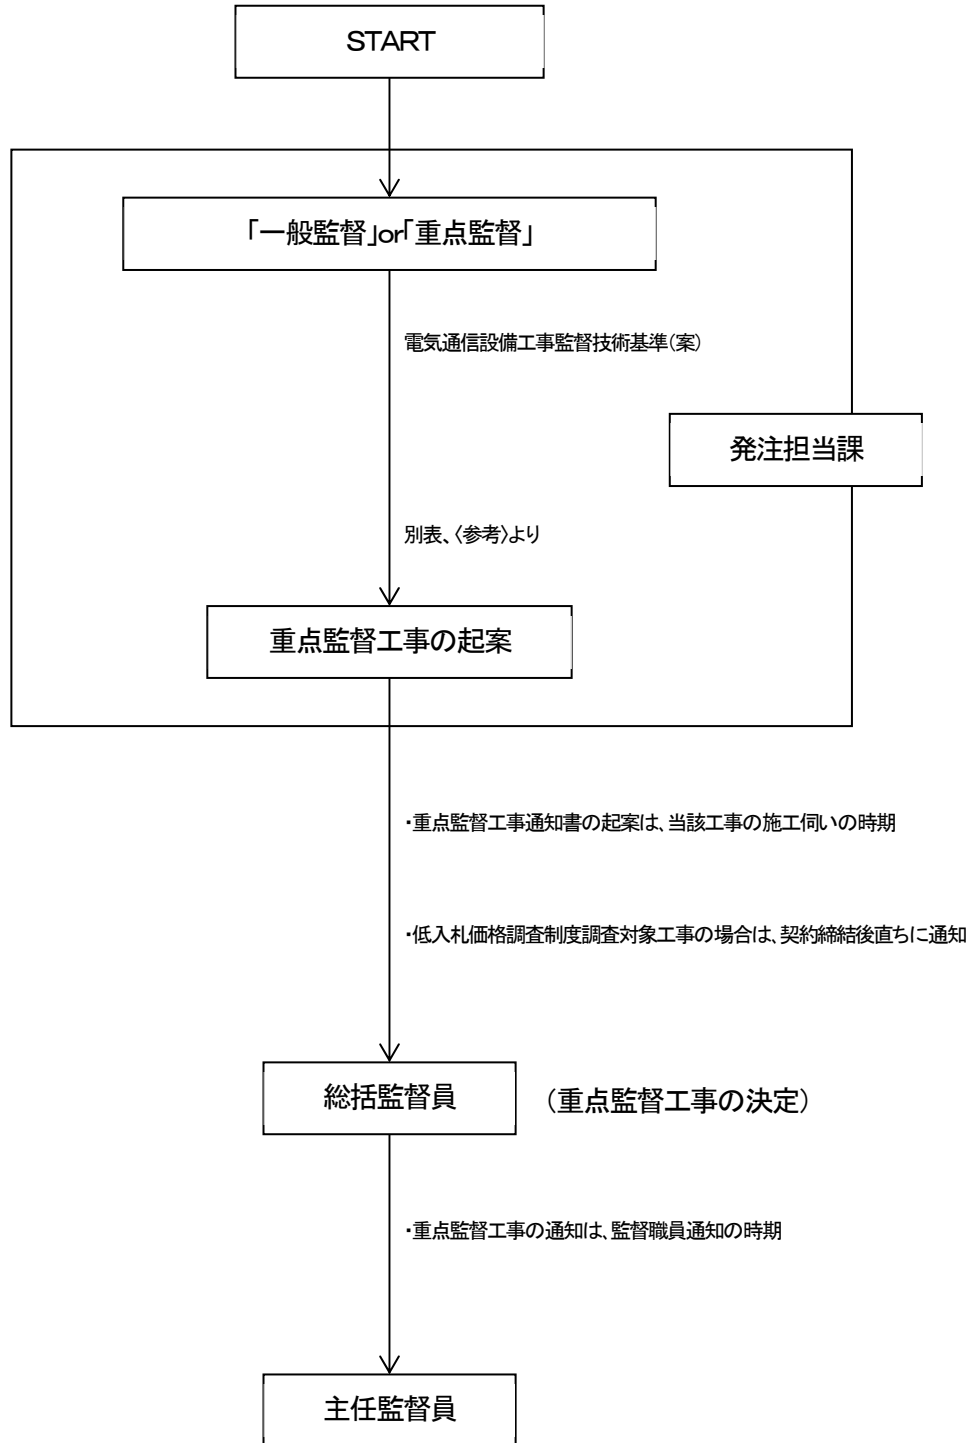 START
「一般監督」or「重点監督」
電気通信設備工事監督技術基準（案）
発注担当課
別表、〈参考〉より
重点監督工事の起案
・重点監督工事通知書の起案は、当該工事の施工伺いの時期
・低入札価格調査制度調査対象工事の場合は、契約締結後直ちに通知
総括監督員 （重点監督工事の決定）
・重点監督工事の通知は、監督職員通知の時期
主任監督員